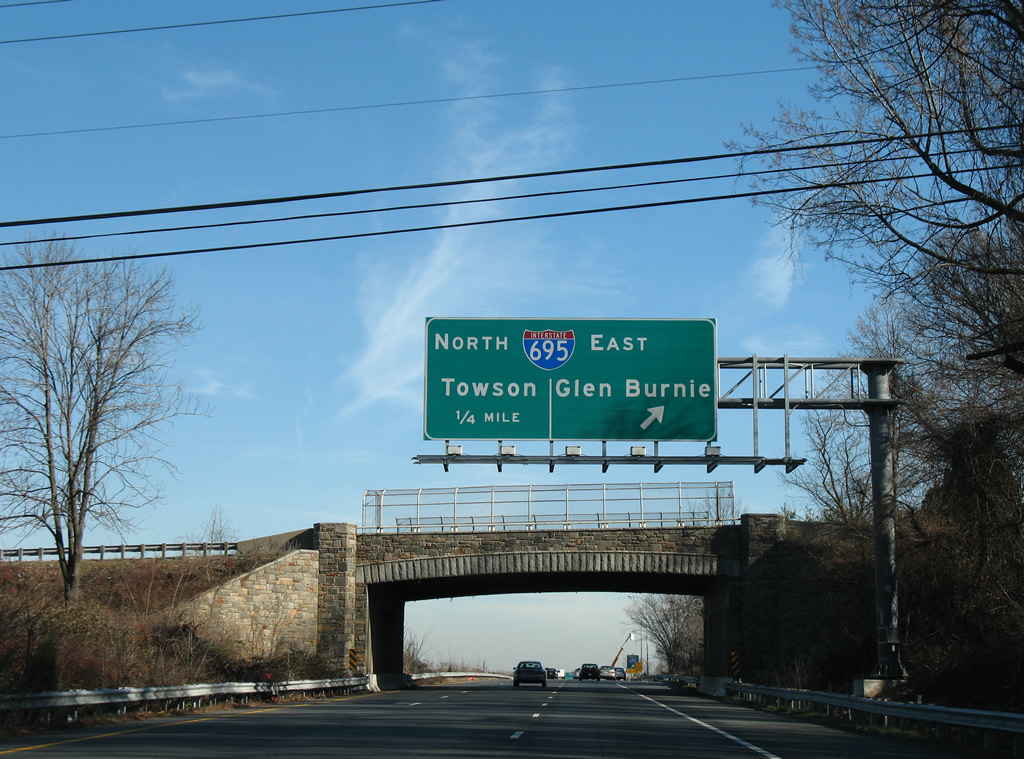 NORTH INTERSTATE 695 EAST
TOWSON GLEN BURNIE
1/4 MILE